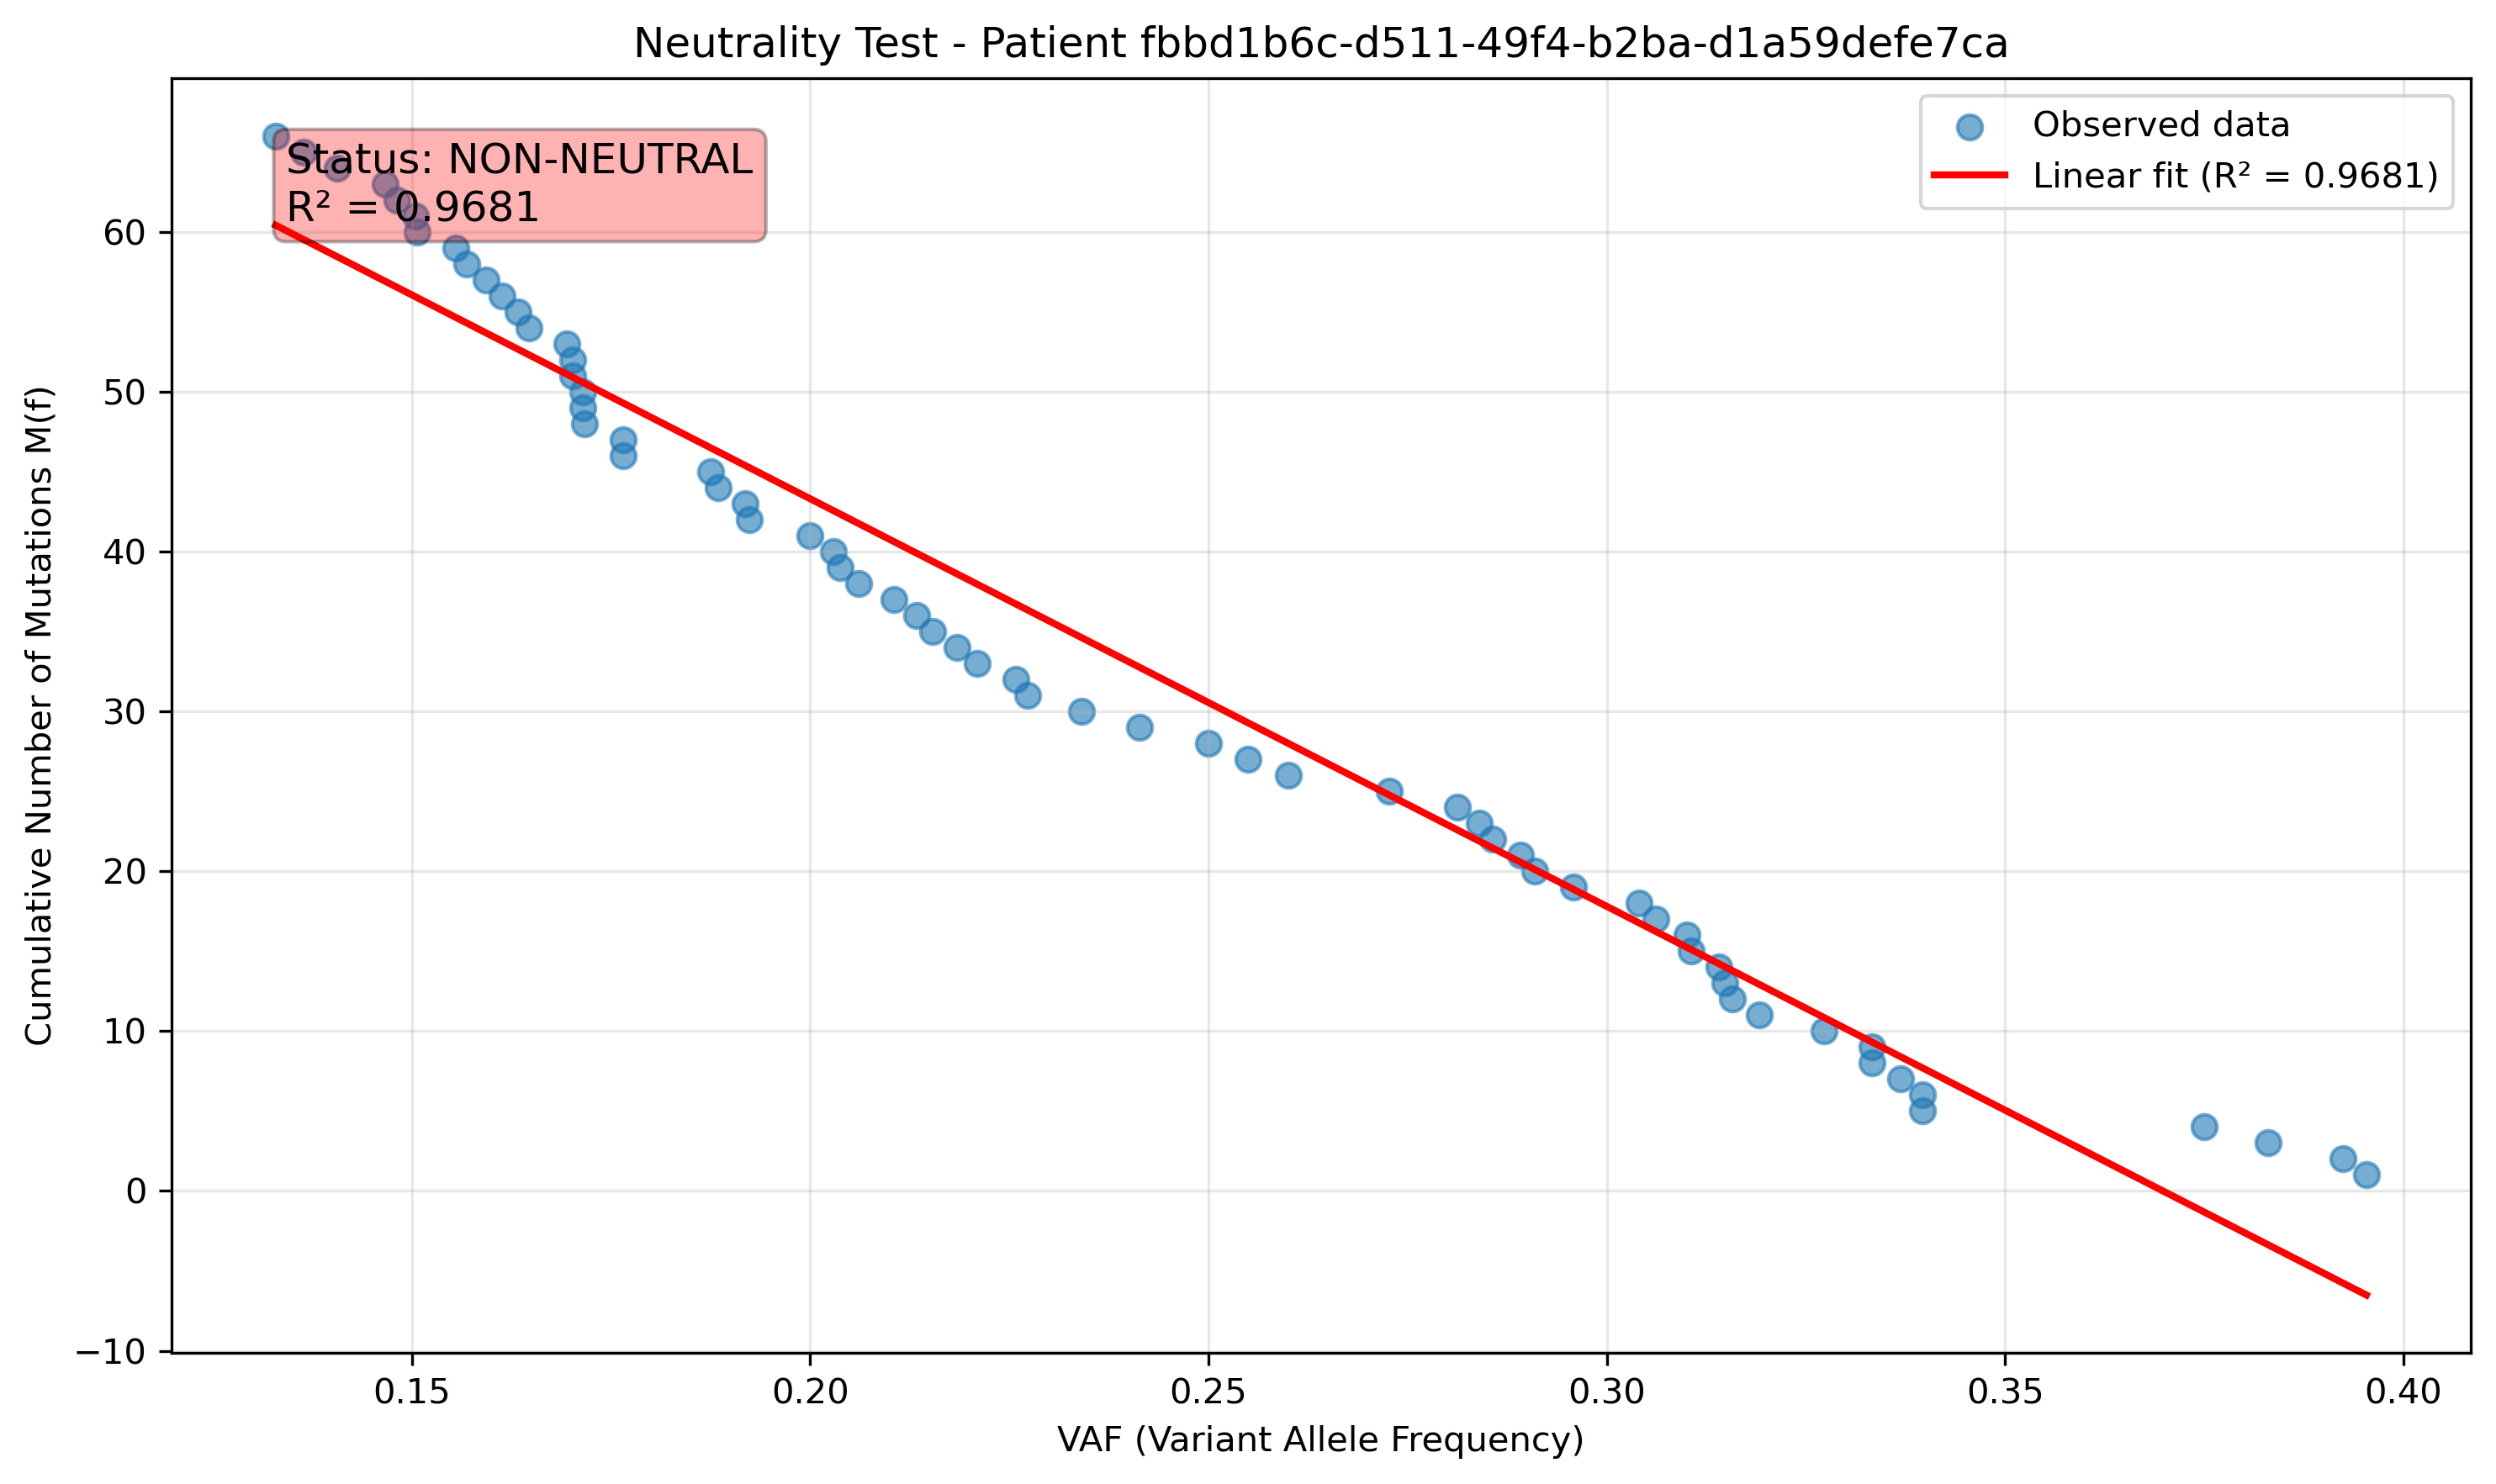 Neutrality Test - Patient fbbd1b6c-d511-49f4-b2ba-d1a59defe7ca
Status: NON-NEUTRAL
R² = 0.9681
Observed data
Linear fit (R² = 0.9681)
Cumulative Number of Mutations M(f)
60
50
40
30
20
10
0
−10
0.15
0.20
0.25
0.30
0.35
0.40
VAF (Variant Allele Frequency)